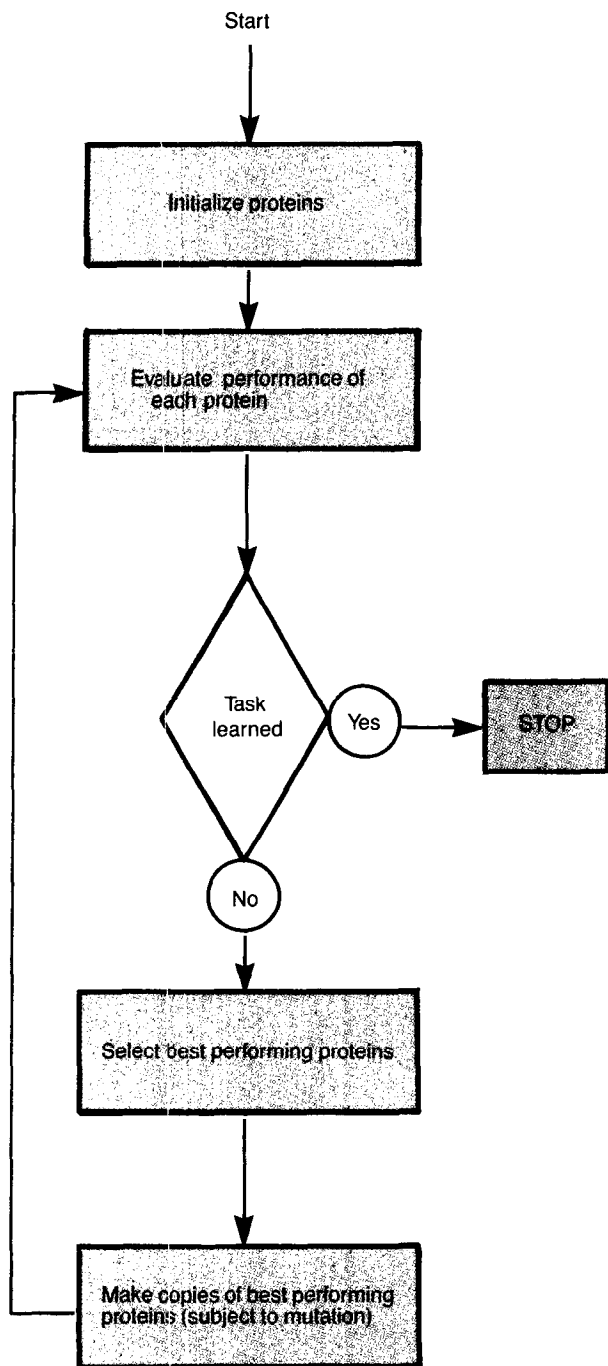 Start
Initialize proteins
Evaluate performance of
each protein
Task
learned
Yes
STOP
No
Select best performing proteins
Make copies of best performing
proteins (subject to mutation)